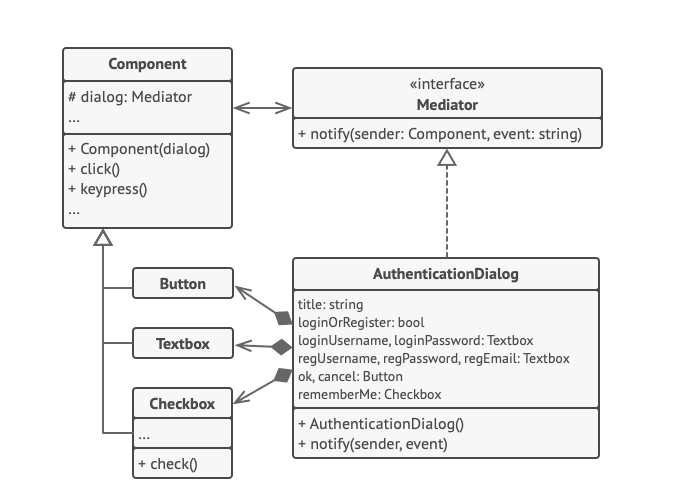 Component
# dialog: Mediator
...
+ Component(dialog)
+ click()
+ keypress()
...
«interface»
Mediator
+ notify(sender: Component, event: string)
Button
Textbox
Checkbox
...
+ check()
AuthenticationDialog
title: string
loginOrRegister: bool
loginUsername, loginPassword: Textbox
regUsername, regPassword, regEmail: Textbox
ok, cancel: Button
rememberMe: Checkbox
+ AuthenticationDialog()
+ notify(sender, event)